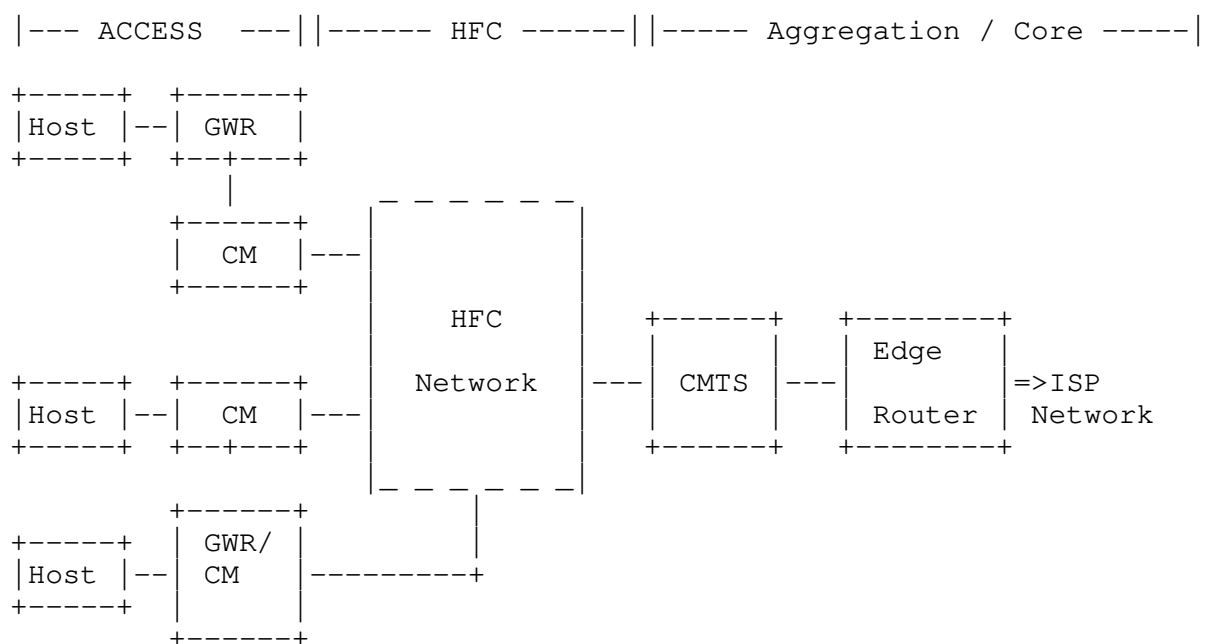 |--- ACCESS ---||------ HFC ------||----- Aggregation / Core -----|
Host
GWR
CM
HFC
Edge
Host
CM
Network
CMTS
=>ISP
Router
Network
GWR/
Host
CM